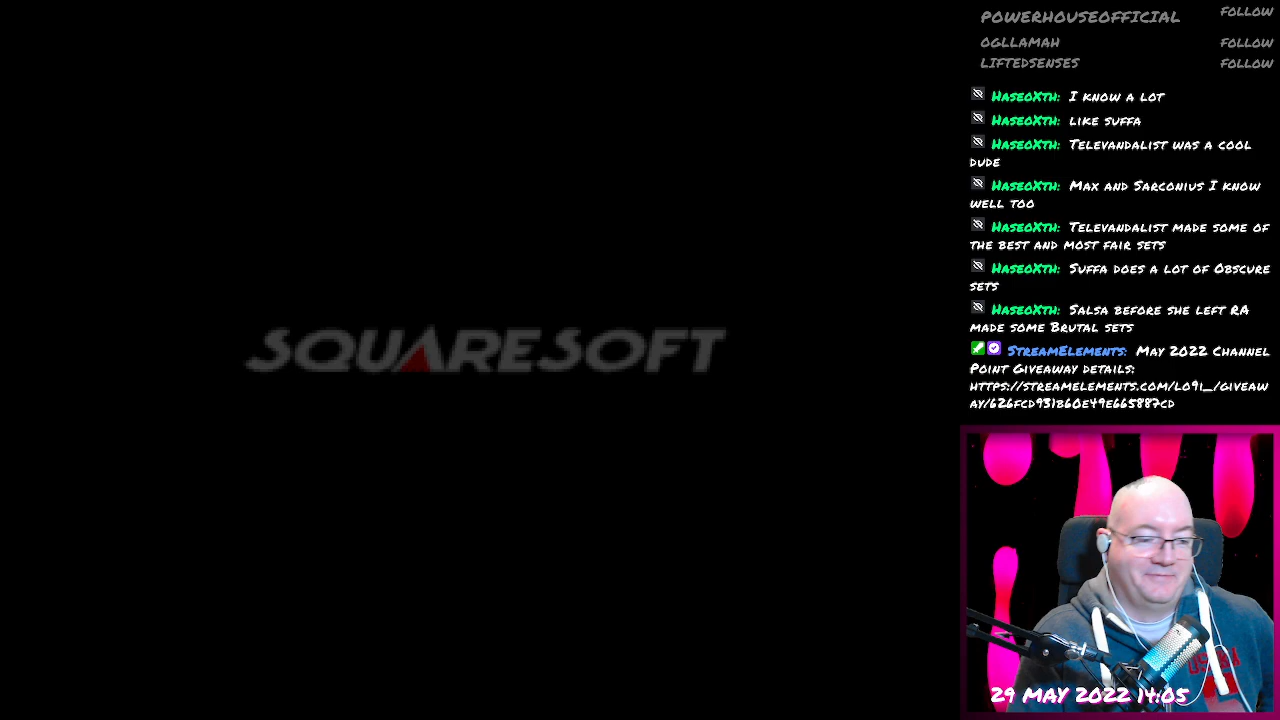 POWERHOUSEOFFICIAL FOLLOW
OGLLAMAH FOLLOW
LIFTEDSENSES FOLLOW
HaseoXth: I know a lot
HaseoXth: like suffa
HaseoXth: Televandalist was a cool
dude
HaseoXth: Max and Sarconius I know
well too
HaseoXth: Televandalist made some of
the best and most fair sets
HaseoXth: Suffa does a lot of Obscure
sets
HaseoXth: Salsa before she left RA
made some Brutal sets
StreamElements: May 2022 Channel
Point Giveaway details:
https://streamelements.com/lo9i_/giveaw
ay/626fcd931b60e49e665887cd
SQUARESOFT
29 MAY 2022 14:05